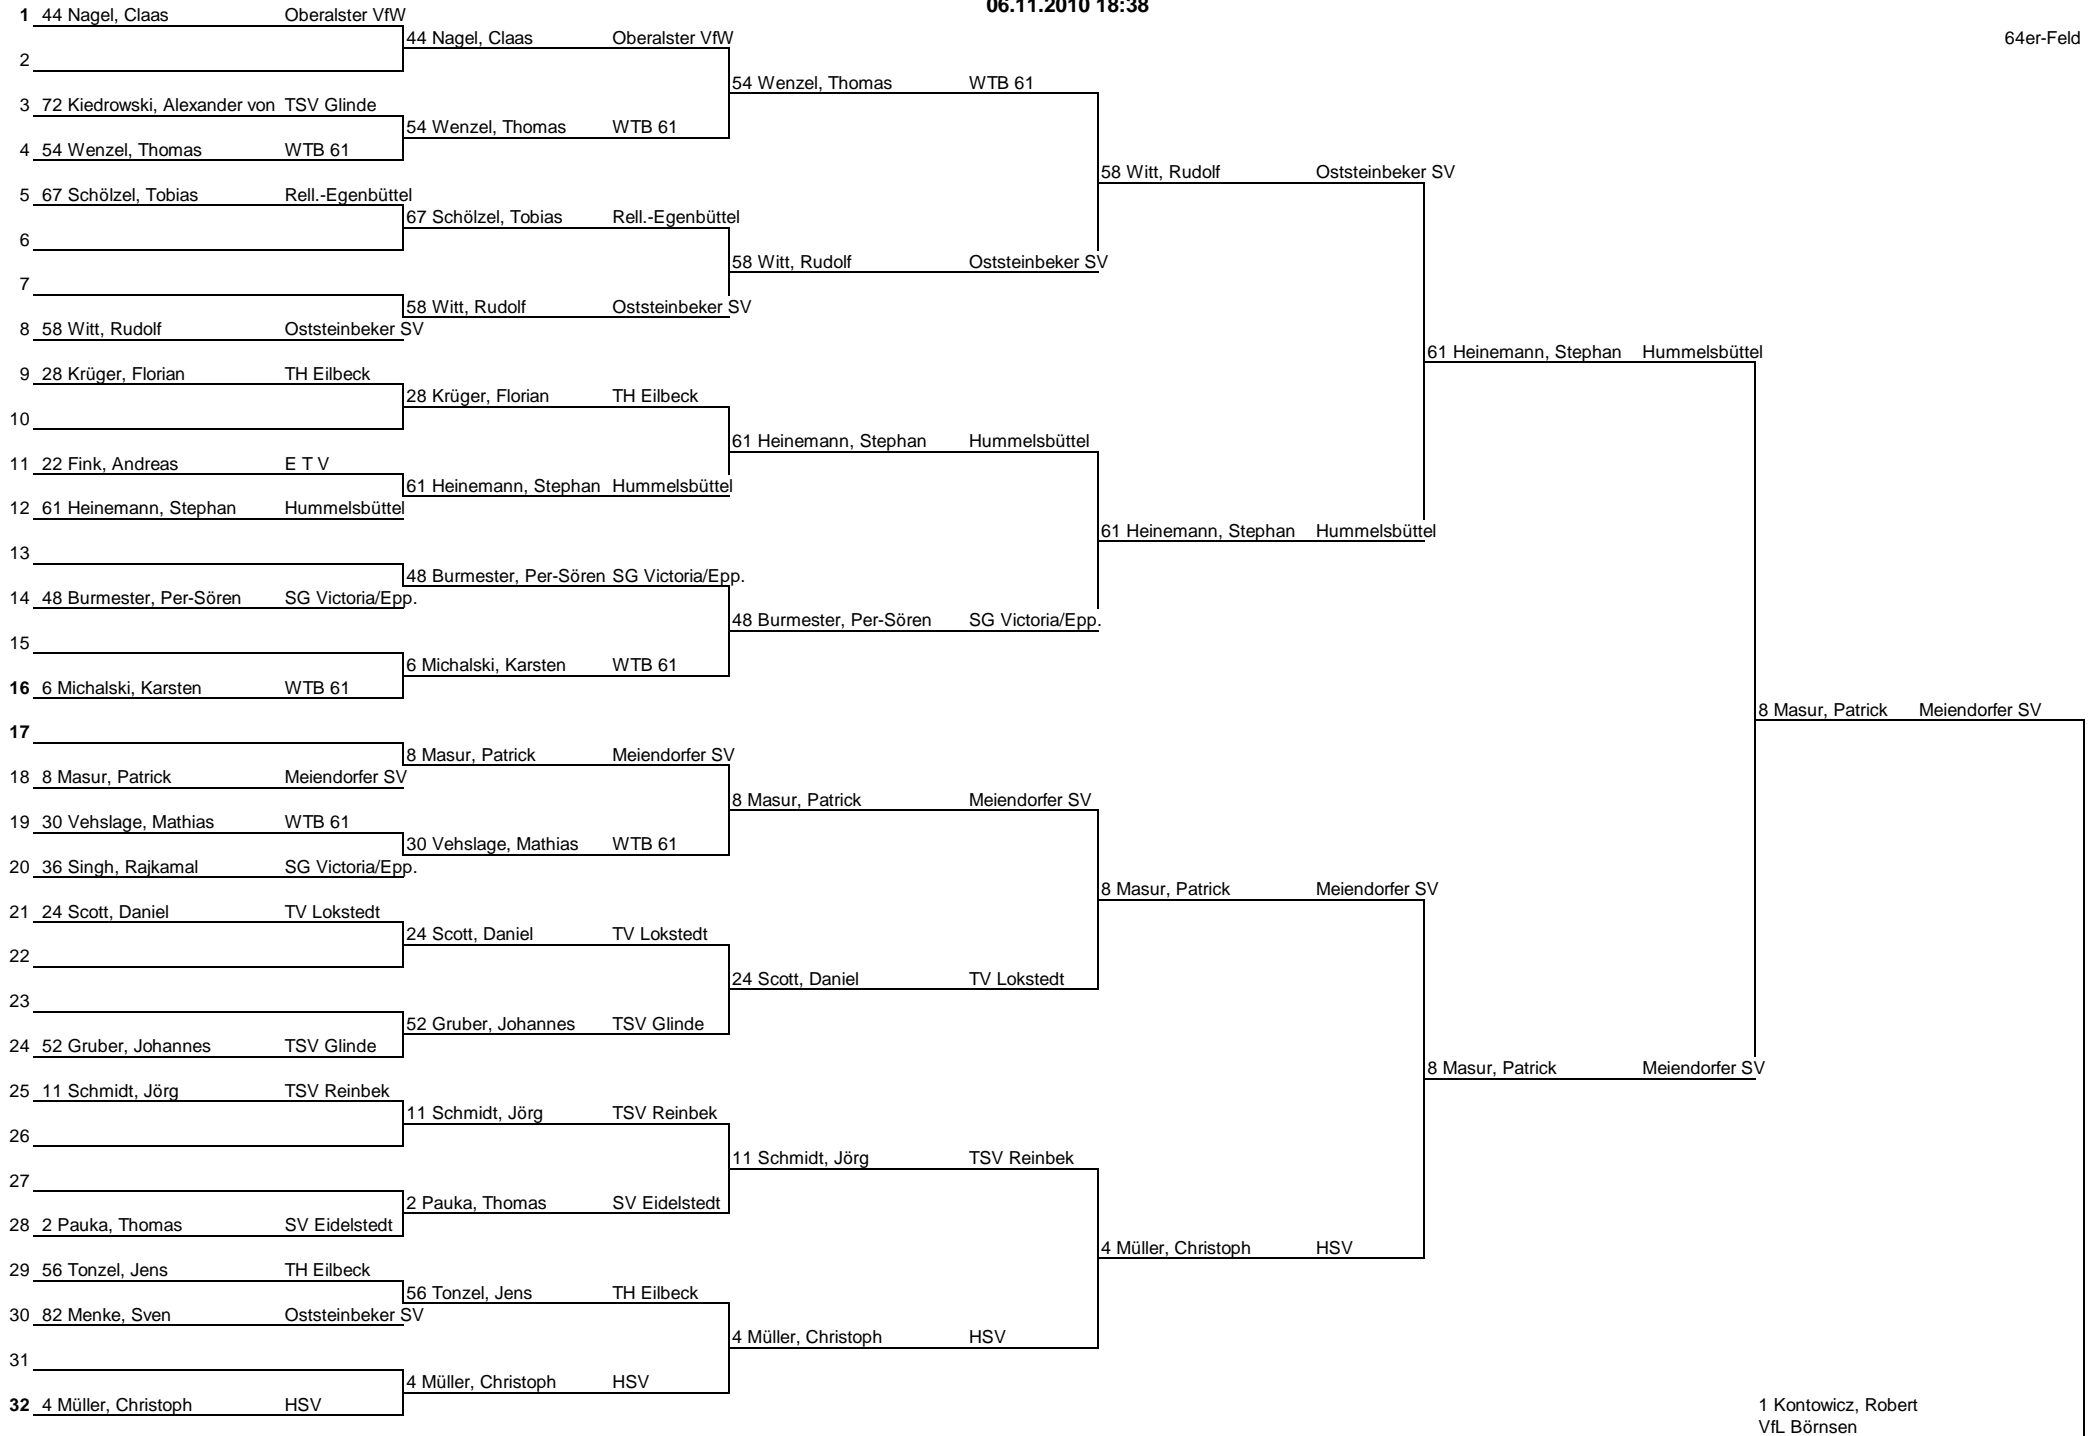 06.11.2010 18:38
64er-Feld
1 44 Nagel, Claas Oberalster VfW
44 Nagel, Claas Oberalster VfW
2
54 Wenzel, Thomas WTB 61
3 72 Kiedrowski, Alexander von TSV Glinde
54 Wenzel, Thomas WTB 61
4 54 Wenzel, Thomas WTB 61
58 Witt, Rudolf Oststeinbeker SV
5 67 Schölzel, Tobias Rell.-Egenbüttel
67 Schölzel, Tobias Rell.-Egenbüttel
6
58 Witt, Rudolf Oststeinbeker SV
7
58 Witt, Rudolf Oststeinbeker SV
8 58 Witt, Rudolf Oststeinbeker SV
61 Heinemann, Stephan Hummelsbüttel
9 28 Krüger, Florian TH Eilbeck
28 Krüger, Florian TH Eilbeck
10
61 Heinemann, Stephan Hummelsbüttel
11 22 Fink, Andreas E T V
61 Heinemann, Stephan Hummelsbüttel
12 61 Heinemann, Stephan Hummelsbüttel
61 Heinemann, Stephan Hummelsbüttel
13
48 Burmester, Per-Sören SG Victoria/Epp.
14 48 Burmester, Per-Sören SG Victoria/Epp.
48 Burmester, Per-Sören SG Victoria/Epp.
15
6 Michalski, Karsten WTB 61
16 6 Michalski, Karsten WTB 61
8 Masur, Patrick Meiendorfer SV
17
8 Masur, Patrick Meiendorfer SV
18 8 Masur, Patrick Meiendorfer SV
8 Masur, Patrick Meiendorfer SV
19 30 Vehslage, Mathias WTB 61
30 Vehslage, Mathias WTB 61
20 36 Singh, Rajkamal SG Victoria/Epp.
8 Masur, Patrick Meiendorfer SV
21 24 Scott, Daniel TV Lokstedt
24 Scott, Daniel TV Lokstedt
22
24 Scott, Daniel TV Lokstedt
23
52 Gruber, Johannes TSV Glinde
24 52 Gruber, Johannes TSV Glinde
8 Masur, Patrick Meiendorfer SV
25 11 Schmidt, Jörg TSV Reinbek
11 Schmidt, Jörg TSV Reinbek
26
11 Schmidt, Jörg TSV Reinbek
27
2 Pauka, Thomas SV Eidelstedt
28 2 Pauka, Thomas SV Eidelstedt
4 Müller, Christoph HSV
29 56 Tonzel, Jens TH Eilbeck
56 Tonzel, Jens TH Eilbeck
30 82 Menke, Sven Oststeinbeker SV
4 Müller, Christoph HSV
31
4 Müller, Christoph HSV
32 4 Müller, Christoph HSV
1 Kontowicz, Robert
VfL Börnsen